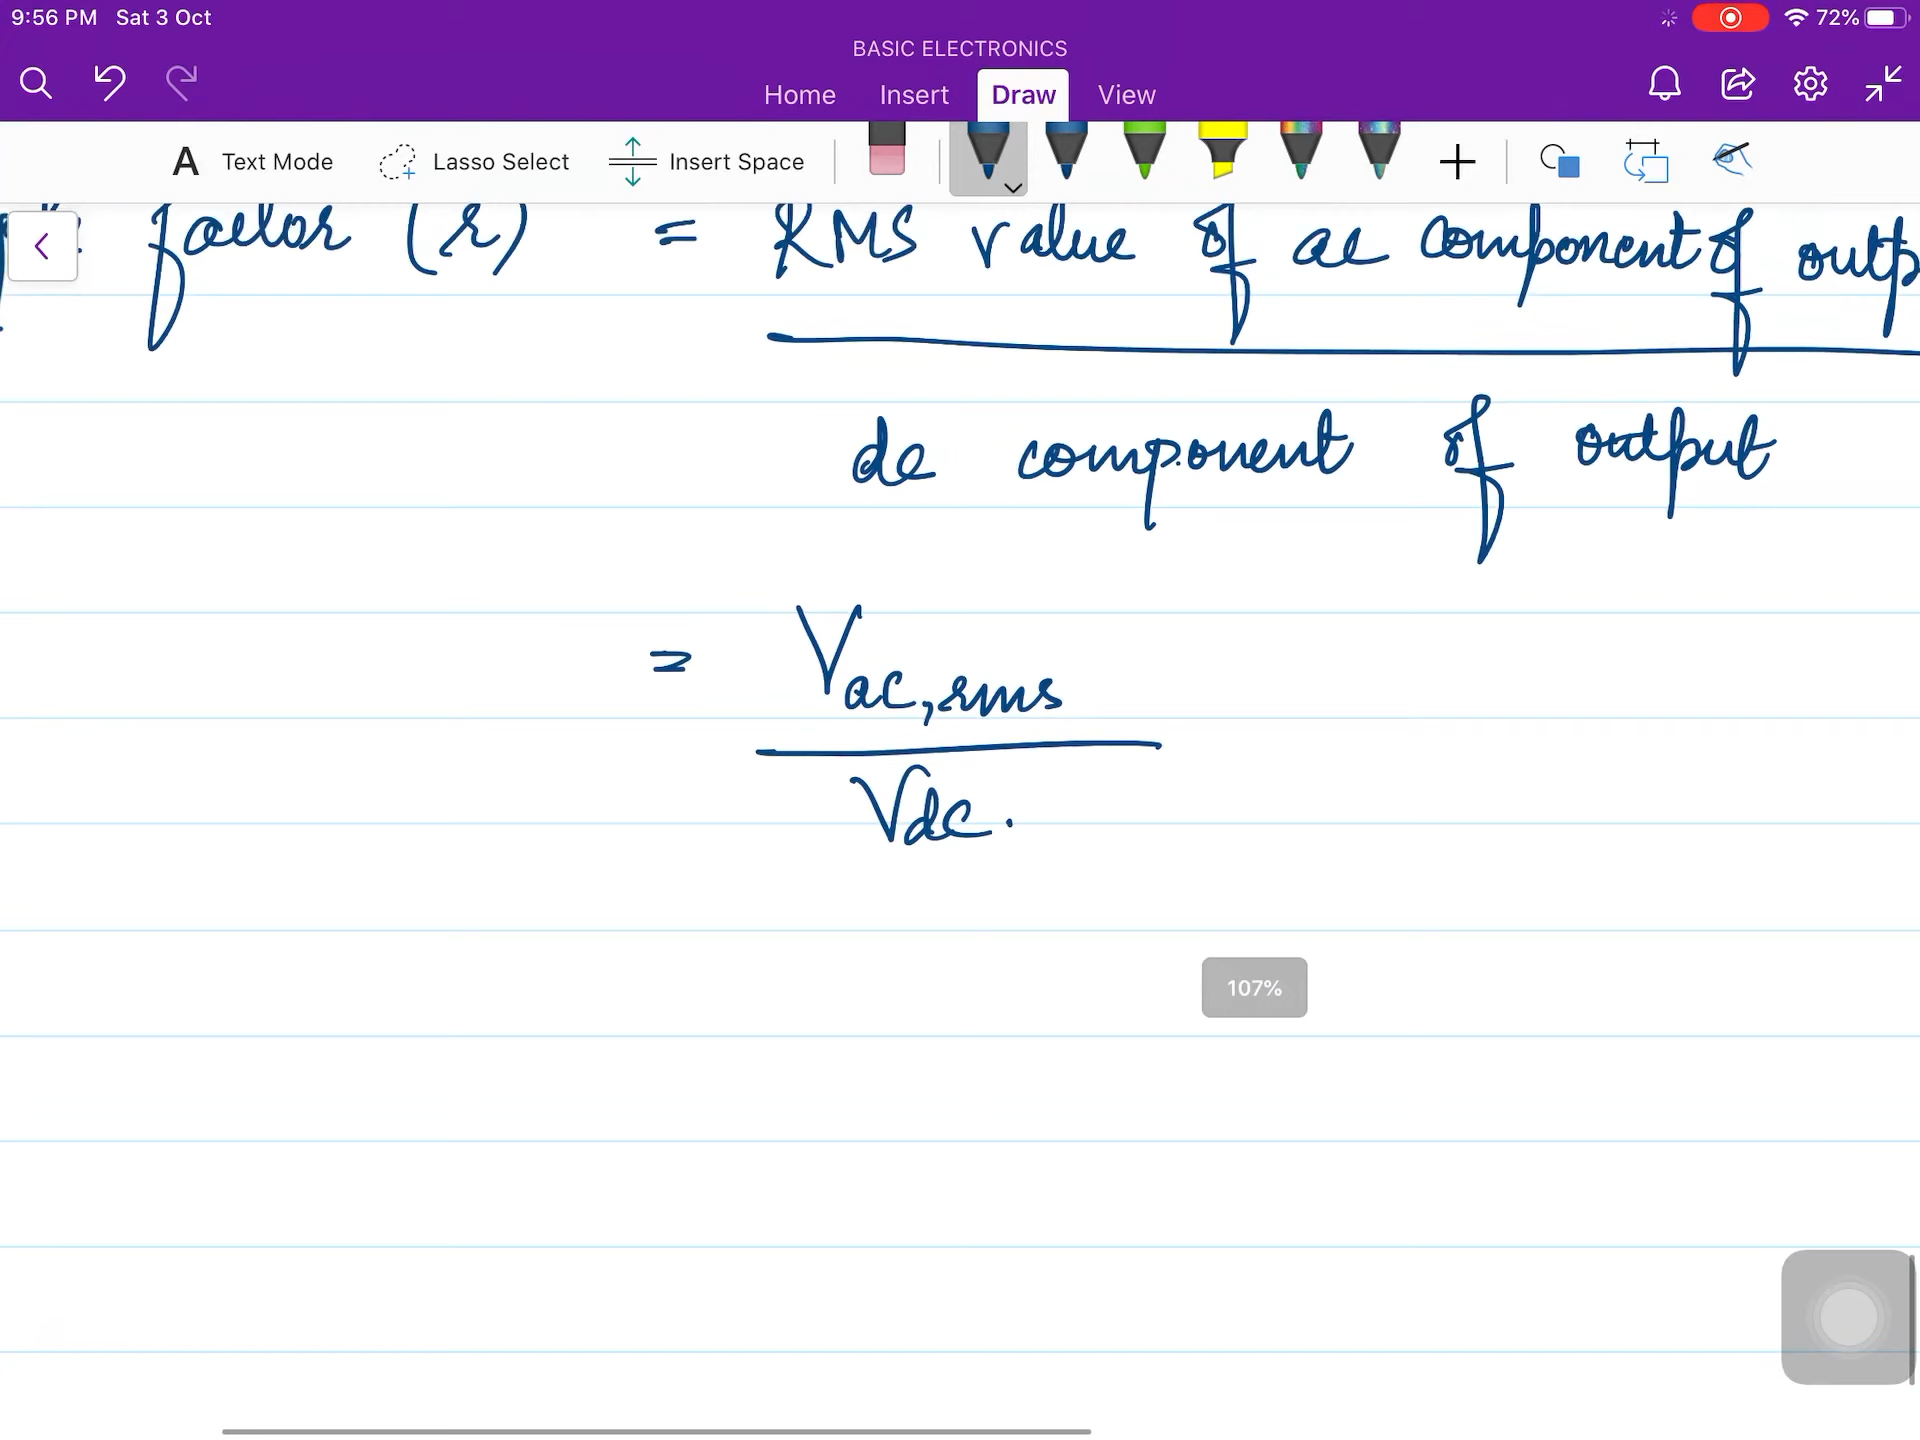 9:56 PM Sat 3 Oct 72%
BASIC ELECTRONICS
Home Insert Draw View
A Text Mode Lasso Select Insert Space
factor (r) = RMS value of ac component of outp
dc component of output
= Vac,rms
Vdc.
107%